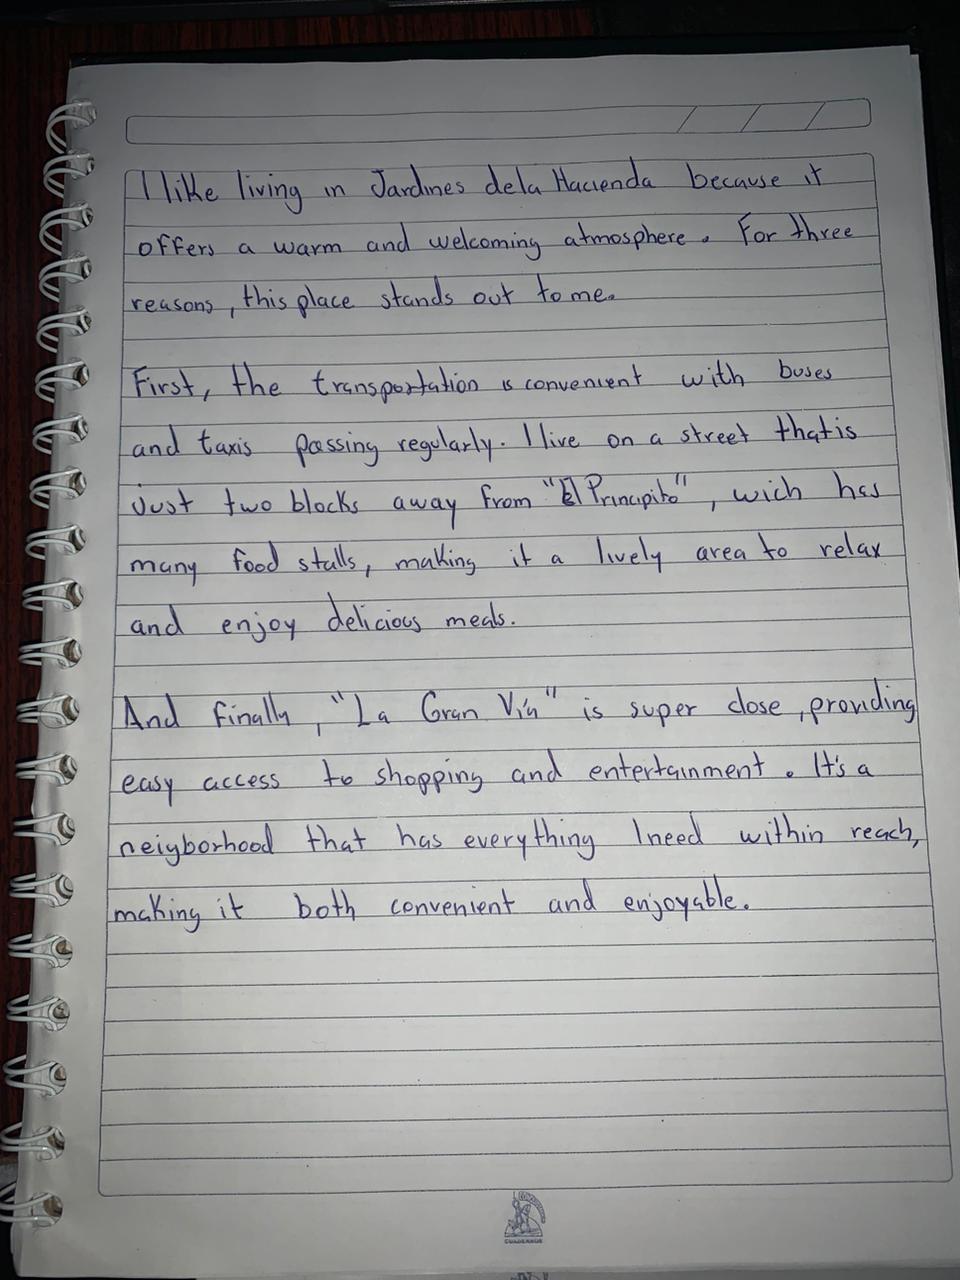 I like living in Jardines dela Hacienda because it
offers a warm and welcoming atmosphere. For three
reasons, this place stands out to me.
First, the transportation is convenient with buses
and taxis passing regularly. I live on a street that is
just two blocks away from "El Principito", wich has
many food stalls, making it a lively area to relax
and enjoy delicious meals.
And finally, "La Gran Vía" is super close, providing
easy access to shopping and entertainment. It's a
neigborhood that has everything I need within reach,
making it both convenient and enjoyable.